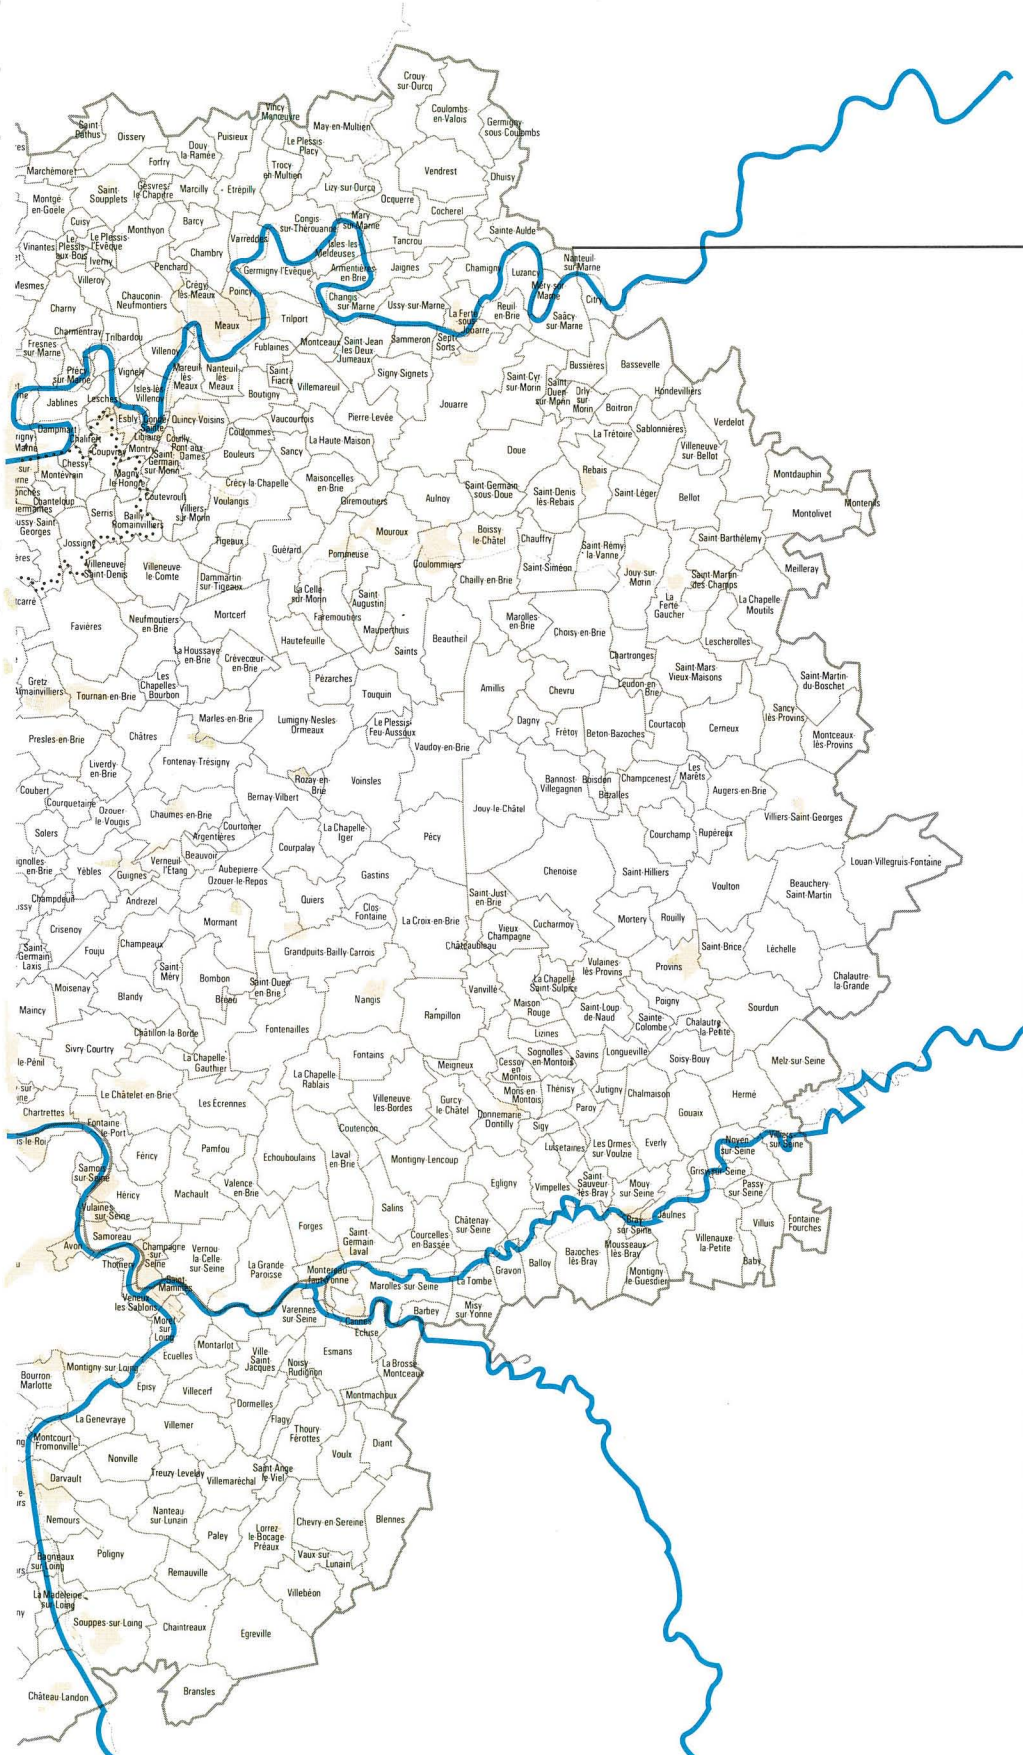 Crouy
sur-Ourcq
Coulombs
en-Valois
Germigny
sous-Coulombs
Vincy
Manœuvre
May-en-Multien
Saint
Pathus
Oissery
Puisieux
Douy
la Ramée
Le Plessis
Placy
Forfry
Trocy
en-Multien
Vendrest
Dhuisy
Marchémoret
Saint
Soupplets
Gesvres
le Chapitre
Marcilly
Etrépilly
Lizy-sur-Ourcq
Ocquerre
Cocherel
Montgé
en-Goële
Cuisy
Monthyon
Barcy
Congis
sur-Thérouanne
Mary
sur-Marne
Sainte-Aulde
Vinantes
Le
Plessis
aux-Bois
Le Plessis
l'Évêque
Iverny
Varreddes
Isles-les-
Meldeuses
Tancrou
Chambry
Penchard
Germigny l'Evêque
Armentières
en-Brie
Jaignes
Chamigny
Luzancy
Nanteuil
sur-Marne
Méry-sur
Marne
Citry
Villeroy
Charny
Chauconin-
Neufmontiers
Crégy
lès-Meaux
Poincy
Changis
sur-Marne
Ussy-sur-Marne
La Ferté
sous-
Jouarre
Reuil
en-Brie
Saâcy
sur-Marne
Meaux
Trilport
Charmentray
Trilbardou
Fresnes
sur-Marne
Villenoy
Fublaines
Montceaux
Saint Jean
les Deux
Jumeaux
Sammeron
Sept-
Sorts
Précy
sur-Marne
Vignely
Mareuil
lès
Meaux
Nanteuil
lès
Meaux
Saint
Fiacre
Villemareuil
Signy Signets
Saint-Cyr
sur-Morin
Saint
Ouen
sur-Morin
Orly
sur-
Morin
Bussières
Bassevelle
Hondevilliers
Jablines
Lesches
Isles-lès
Villenoy
Boutigny
Jouarre
Boitron
Verdelot
Dampmart
Chalifert
Esbly
Condé
Sainte
Libiaire
Quincy-Voisins
Coulommes
Vaucourtois
Pierre-Levée
La Haute-Maison
La Trétoire
Sablonnières
Villeneuve
sur-Bellot
Coupvray
Montry
Saint
Germain
sur-Morin
Couilly
Pont-aux
Dames
Bouleurs
Sancy
Doue
Chessy
Montévrain
Magny
le-Hongre
Crécy-la-Chapelle
Maisoncelles
en-Brie
Giremoutiers
Aulnoy
Saint-Germain
sous-Doue
Rebais
Saint-Denis
lès-Rebais
Saint-Léger
Bellot
Montdauphin
Montolivet
Montenils
Chanteloup
Serris
Bailly
Romainvilliers
Coutevroult
Villiers-
sur-Morin
Voulangis
Georges
Jossigny
Tigeaux
Guérard
Pommeuse
Mouroux
Coulommiers
Boissy
le-Châtel
Chauffry
Saint-Rémy
la-Vanne
Saint Barthélemy
Villeneuve
Saint-Denis
Villeneuve
le-Comte
Dammartin
sur-Tigeaux
Chailly-en-Brie
Saint-Siméon
Jouy-sur-
Morin
Saint-Martin-
des Champs
Meilleray
La Celle
sur-Morin
Saint
Augustin
La
Ferté
Gaucher
La Chapelle
Moutils
Favières
Neufmoutiers
en-Brie
Mortcerf
Faremoutiers
Mauperthuis
Marolles
en-Brie
Choisy-en-Brie
Hautefeuille
Saints
Beautheil
Lescherolles
La Houssaye
en-Brie
Crèvecœur
en-Brie
Chartronges
Gretz
Armainvilliers
Tournan-en-Brie
Les
Chapelles
Bourbon
Pézarches
Touquin
Amillis
Chevru
Leudon-en
Brie
Saint-Mars
Vieux-Maisons
Saint-Martin
du-Boschet
Sancy
lès Provins
Montceaux
lès-Provins
Marles-en-Brie
Lumigny-Nesles
Ormeaux
Le Plessis
Feu-Aussoux
Dagny
Frétoy
Beton-Bazoches
Courtacon
Cerneux
Presles-en-Brie
Châtres
Vaudoy-en-Brie
Liverdy
en-Brie
Fontenay-Trésigny
Rozay-en
Brie
Voinsles
Bannost
Villegagnon
Boisdon
Bezalles
Champcenest
Les
Marêts
Augers-en-Brie
Coubert
Courquetaine
Ozouer
le-Vougis
Bernay-Vilbert
Jouy-le-Châtel
Villiers-Saint-Georges
Chaumes-en-Brie
Argentières
Courtomer
La Chapelle
Iger
Pécy
Courchamp
Rupéreux
Solers
Yèbles
Guignes
Verneuil
l'Etang
Beauvoir
Aubepierre
Ozouer-le-Repos
Courpalay
Gastins
Chenoise
Saint-Hilliers
Voulton
Beauchery
Saint-Martin
Louan-Villegruis-Fontaine
Champdeuil
Andrezel
Quiers
Clos
Fontaine
Saint-Just
en-Brie
Crisenoy
Mormant
La Croix-en-Brie
Vieux
Champagne
Cucharmoy
Mortery
Rouilly
Saint-
Germain
Laxis
Fouju
Champeaux
Grandpuits-Bailly-Carrois
Châteaubleau
Saint-Brice
Lèchelle
Provins
Chalautre-
la-Grande
Moisenay
Saint-
Méry
Bombon
Bréau
Saint-Ouen
en-Brie
Nangis
Vanvillé
La Chapelle
Saint-Sulpice
Vulaines
lès-Provins
Maincy
Blandy
Rampillon
Maison
Rouge
Saint-Loup
de-Naud
Poigny
Sainte
Colombe
Chalautre
la-Petite
Sourdun
Châtillon-la-Borde
Fontenailles
Lizines
Sivry Courtry
La Chapelle
Gauthier
Fontains
Meigneux
Cessoy
en
Montois
Sognolles
en-Montois
Savins
Longueville
Soisy-Bouy
Melz-sur-Seine
le-Pénil
La Chapelle
Rablais
Mons-en
Montois
Thénisy
Jutigny
Chalmaison
Hermé
Chartrettes
Le Châtelet-en-Brie
Les Écrennes
Villeneuve
les-Bordes
Gurcy
le-Châtel
Donnemarie
Dontilly
Paroy
Sigy
Gouaix
Fontaine
le-Port
Coutençon
Luisetaines
Les Ormes
sur-Voulzie
Everly
Noyen
sur-Seine
Villiers
sur-Seine
Féricy
Pamfou
Echouboulains
Laval
en-Brie
Montigny-Lencoup
Samois
sur-Seine
Héricy
Machault
Valence
en-Brie
Egligny
Vimpelles
Saint
Sauveur
lès Bray
Mouy
sur-Seine
Grisy-sur-Seine
Passy
sur-Seine
Vulaines
sur-Seine
Salins
Châtenay
sur-Seine
Bray-
sur-Seine
Jaulnes
Villuis
Fontaine
Fourches
Avon
Samoreau
Forges
Saint-
Germain
Laval
Courcelles
en-Bassée
Bazoches
lès Bray
Mousseaux
lès Bray
Villenauxe
la-Petite
Baby
Thomery
Champagne
sur-
Seine
Vernou
la-Celle
sur-Seine
La Grande
Paroisse
Montereau
faut-Yonne
Marolles-sur-Seine
La Tombe
Gravon
Balloy
Montigny
le-Guesdier
Saint-
Mammès
Veneux
les Sablons
Varennes
sur-Seine
Cannes
Ecluse
Barbey
Misy
sur-Yonne
Moret
sur
Loing
Montarlot
Ville
Saint
Jacques
Noisy
Rudignon
Esmans
La Brosse
Montceaux
Bourron
Marlotte
Montigny-sur-Loing
Ecuelles
Episy
Villecerf
Dormelles
Montmachoux
La Genevraye
Villemer
Flagy
Thoury
Férottes
Diant
Montcourt
Fromonville
Nonville
Voulx
Darvault
Treuzy-Levelay
Villemaréchal
Saint-Ange
le-Viel
Nemours
Nanteau
sur-Lunain
Paley
Lorrez
le-Bocage
Préaux
Chevry-en-Sereine
Blennes
Bagneaux
sur-Loing
Poligny
Remauville
Vaux-sur
Lunain
La Madeleine
sur-Loing
Villebéon
Souppes-sur-Loing
Chaintreaux
Egreville
Château-Landon
Bransles